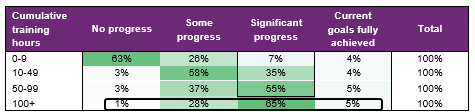 Cumulative training hours No progress Some progress Significant progress Current goals fully achieved Total
0-9 63% 26% 7% 4% 100%
10-49 3% 58% 35% 4% 100%
50-99 3% 37% 55% 5% 100%
100+ 1% 28% 65% 5% 100%